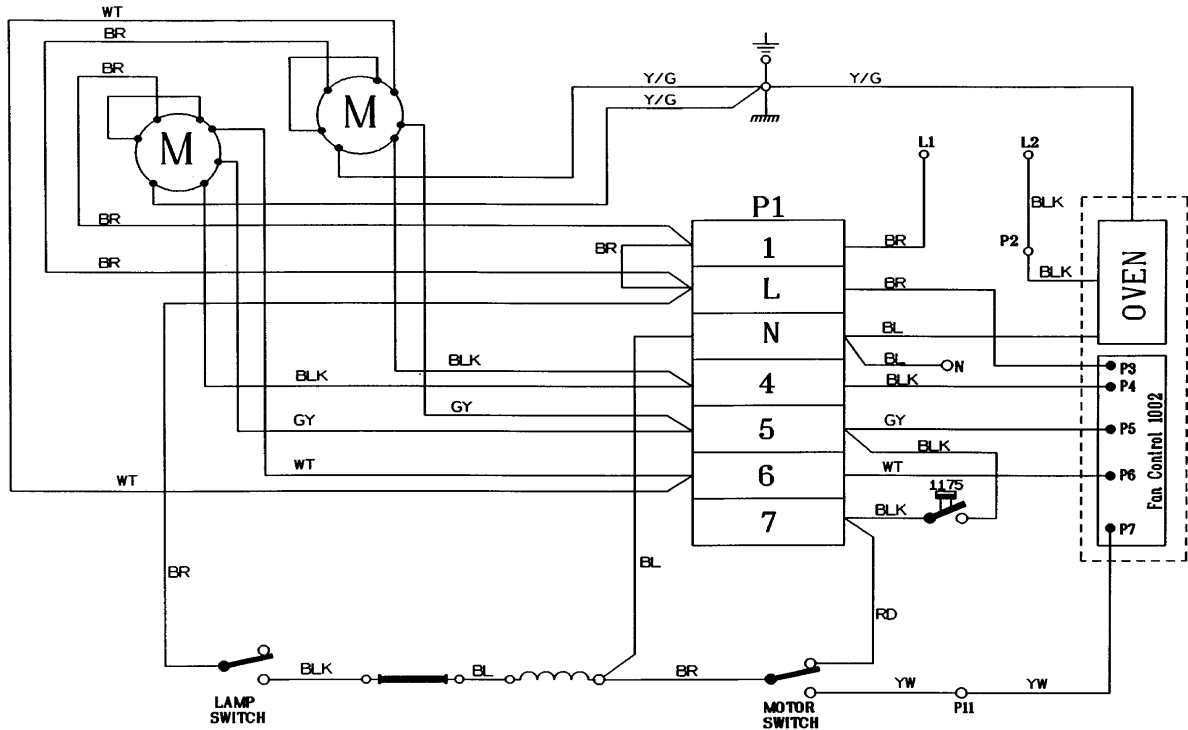 WT
BR
BR
M
M
Y/G
Y/G
Y/G
L1
L2
BLK
P2
BLK
OVEN
P1
BR
BR
BR
1
BR
L
BR
N
BL
BL
N
BLK
BLK
4
BLK
GY
GY
5
GY
BLK
WT
WT
6
WT
7
BLK
1175
P3
P4
P5
P6
P7
Fan Control 1002
BR
BL
RD
BLK
BL
BR
YW
P11
YW
LAMP
SWITCH
MOTOR
SWITCH